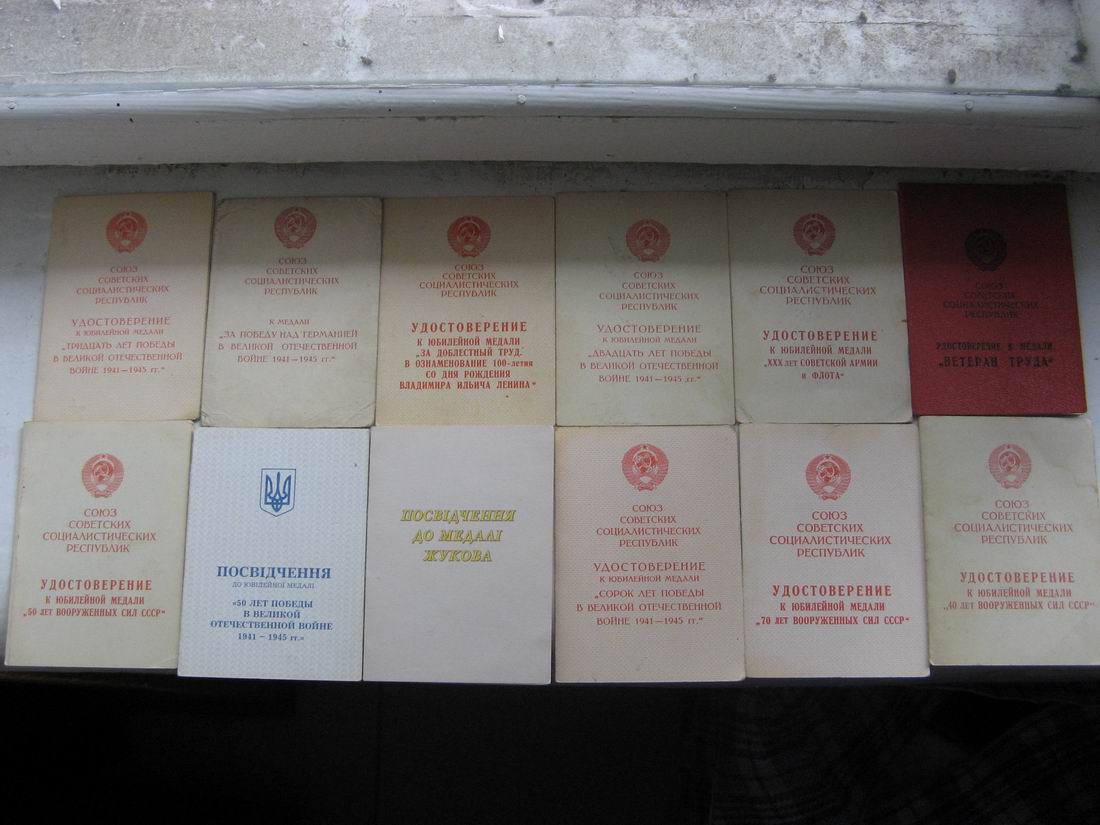 СОЮЗ
СОВЕТСКИХ
СОЦИАЛИСТИЧЕСКИХ
РЕСПУБЛИК
УДОСТОВЕРЕНИЕ
К ЮБИЛЕЙНОЙ МЕДАЛИ
„ТРИДЦАТЬ ЛЕТ ПОБЕДЫ
В ВЕЛИКОЙ ОТЕЧЕСТВЕННОЙ
ВОЙНЕ 1941—1945 гг.“
СОЮЗ
СОВЕТСКИХ
СОЦИАЛИСТИЧЕСКИХ
РЕСПУБЛИК
К МЕДАЛИ
„ЗА ПОБЕДУ НАД ГЕРМАНИЕЙ
В ВЕЛИКОЙ ОТЕЧЕСТВЕННОЙ
ВОЙНЕ 1941—1945 гг.“
СОЮЗ
СОВЕТСКИХ
СОЦИАЛИСТИЧЕСКИХ
РЕСПУБЛИК
УДОСТОВЕРЕНИЕ
К ЮБИЛЕЙНОЙ МЕДАЛИ
„ЗА ДОБЛЕСТНЫЙ ТРУД.
В ОЗНАМЕНОВАНИЕ 100-летия
СО ДНЯ РОЖДЕНИЯ
ВЛАДИМИРА ИЛЬИЧА ЛЕНИНА“
СОЮЗ
СОВЕТСКИХ
СОЦИАЛИСТИЧЕСКИХ
РЕСПУБЛИК
УДОСТОВЕРЕНИЕ
К ЮБИЛЕЙНОЙ МЕДАЛИ
„ДВАДЦАТЬ ЛЕТ ПОБЕДЫ
В ВЕЛИКОЙ ОТЕЧЕСТВЕННОЙ
ВОЙНЕ 1941—1945 гг.“
СОЮЗ
СОВЕТСКИХ
СОЦИАЛИСТИЧЕСКИХ
РЕСПУБЛИК
УДОСТОВЕРЕНИЕ
К ЮБИЛЕЙНОЙ МЕДАЛИ
„XXX лет СОВЕТСКОЙ АРМИИ
и ФЛОТА“
СОЮЗ
СОВЕТСКИХ
СОЦИАЛИСТИЧЕСКИХ
РЕСПУБЛИК
УДОСТОВЕРЕНИЕ К МЕДАЛИ
„ВЕТЕРАН ТРУДА“
СОЮЗ
СОВЕТСКИХ
СОЦИАЛИСТИЧЕСКИХ
РЕСПУБЛИК
УДОСТОВЕРЕНИЕ
К ЮБИЛЕЙНОЙ МЕДАЛИ
„50 ЛЕТ ВООРУЖЕННЫХ СИЛ СССР“
ПОСВІДЧЕННЯ
ДО ЮВІЛЕЙНОЇ МЕДАЛІ
«50 ЛЕТ ПОБЕДЫ
В ВЕЛИКОЙ
ОТЕЧЕСТВЕННОЙ ВОЙНЕ
1941 – 1945 гг.»
ПОСВІДЧЕННЯ
ДО МЕДАЛІ
ЖУКОВА
СОЮЗ
СОВЕТСКИХ
СОЦИАЛИСТИЧЕСКИХ
РЕСПУБЛИК
УДОСТОВЕРЕНИЕ
К ЮБИЛЕЙНОЙ МЕДАЛИ
„СОРОК ЛЕТ ПОБЕДЫ
В ВЕЛИКОЙ ОТЕЧЕСТВЕННОЙ
ВОЙНЕ 1941—1945 гг.“
СОЮЗ
СОВЕТСКИХ
СОЦИАЛИСТИЧЕСКИХ
РЕСПУБЛИК
УДОСТОВЕРЕНИЕ
К ЮБИЛЕЙНОЙ МЕДАЛИ
„70 ЛЕТ ВООРУЖЕННЫХ СИЛ СССР“
СОЮЗ
СОВЕТСКИХ
СОЦИАЛИСТИЧЕСКИХ
РЕСПУБЛИК
УДОСТОВЕРЕНИЕ
К ЮБИЛЕЙНОЙ МЕДАЛИ
„40 ЛЕТ ВООРУЖЕННЫХ СИЛ СССР“